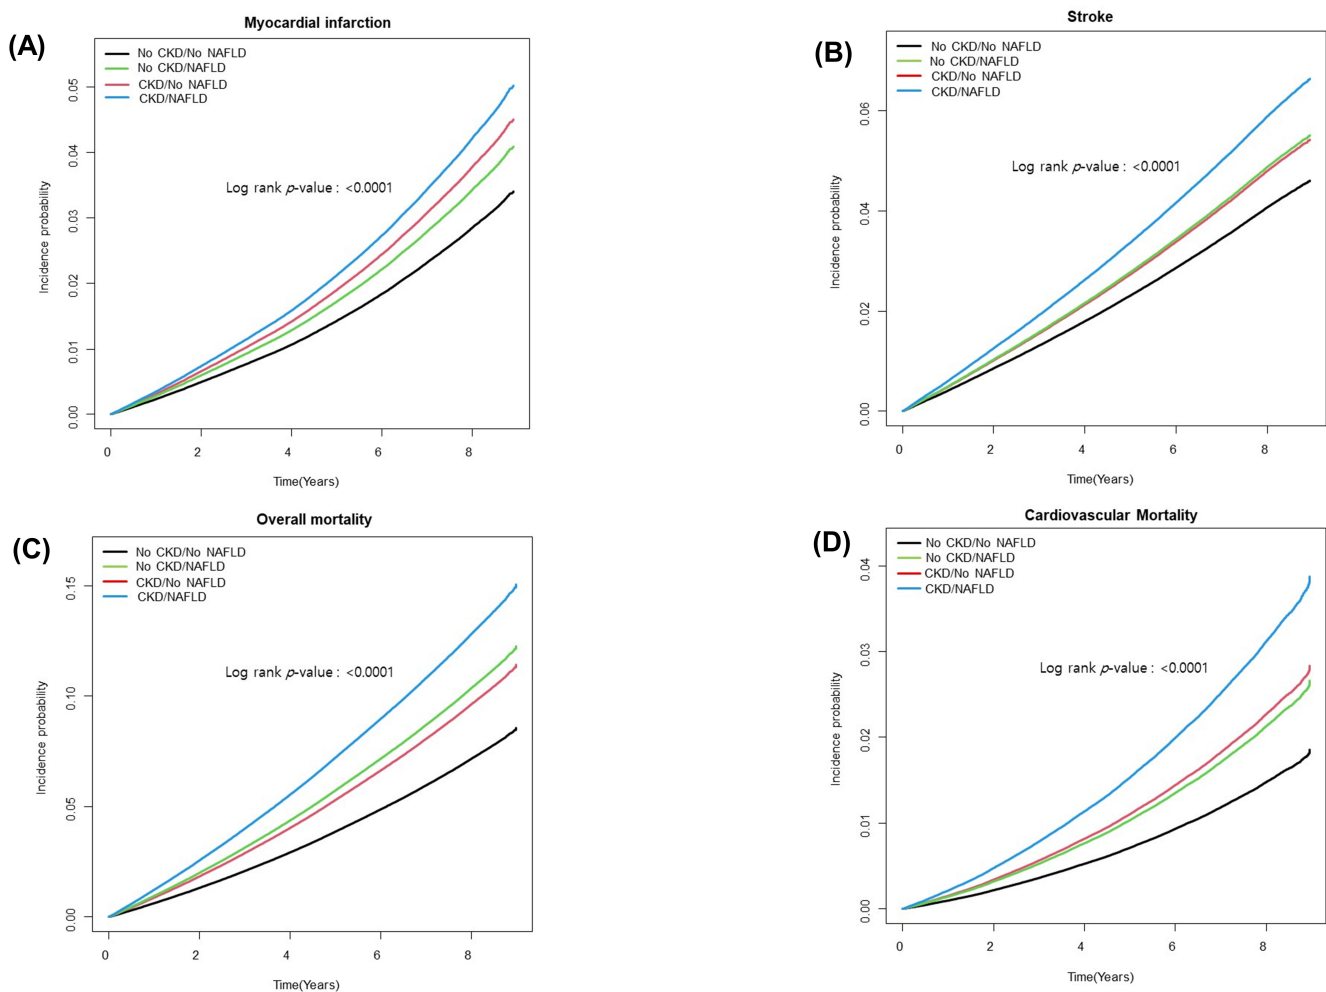 (A)
Myocardial infarction
No CKD/No NAFLD
No CKD/NAFLD
CKD/No NAFLD
CKD/NAFLD
Log rank p-value : <0.0001
Incidence probability
0.05
0.04
0.03
0.02
0.01
0.00
0 2 4 6 8
Time(Years)
(B)
Stroke
No CKD/No NAFLD
No CKD/NAFLD
CKD/No NAFLD
CKD/NAFLD
Log rank p-value : <0.0001
Incidence probability
0.06
0.04
0.02
0.00
0 2 4 6 8
Time(Years)
(C)
Overall mortality
No CKD/No NAFLD
No CKD/NAFLD
CKD/No NAFLD
CKD/NAFLD
Log rank p-value : <0.0001
Incidence probability
0.15
0.10
0.05
0.00
0 2 4 6 8
Time(Years)
(D)
Cardiovascular Mortality
No CKD/No NAFLD
No CKD/NAFLD
CKD/No NAFLD
CKD/NAFLD
Log rank p-value : <0.0001
Incidence probability
0.04
0.03
0.02
0.01
0.00
0 2 4 6 8
Time(Years)